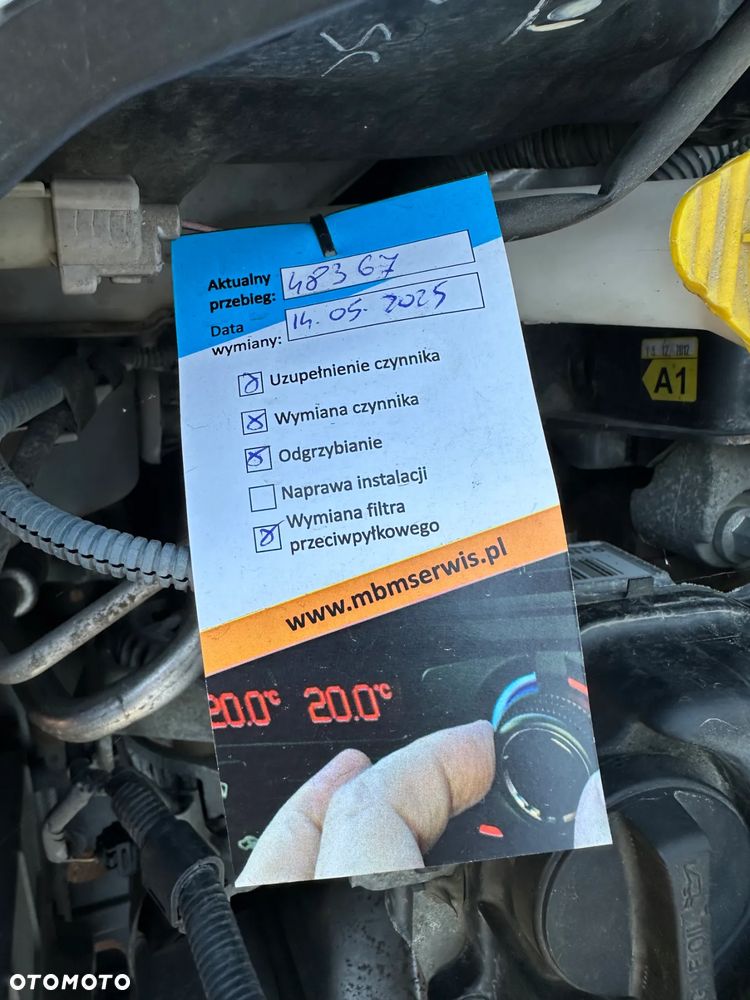 Aktualny przebieg: 48367
Data wymiany: 14.05.2025
Uzupełnienie czynnika
Wymiana czynnika
Odgrzybianie
Naprawa instalacji
Wymiana filtra
przeciwpyłkowego
www.mbmserwis.pl
20.0°C 20.0°C
A1
OTOMOTO